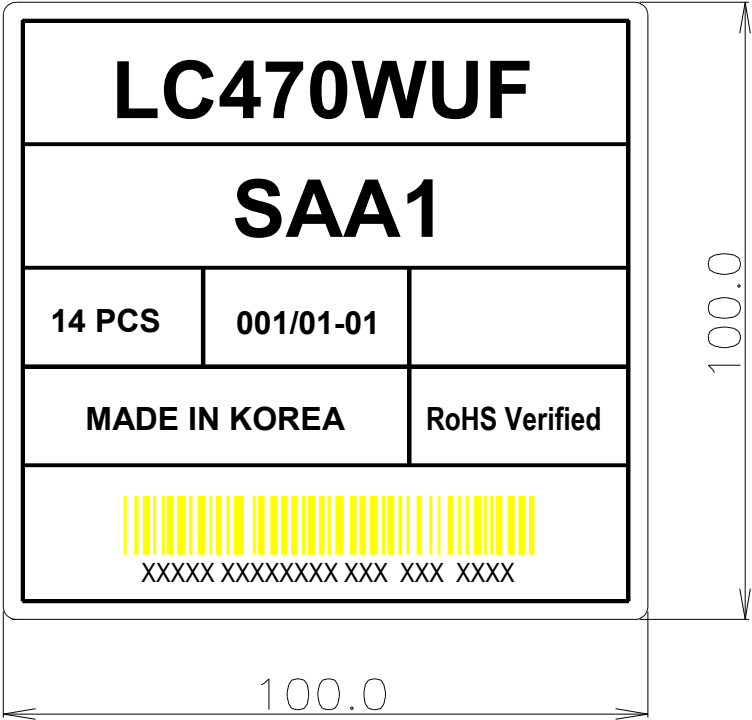 LC470WUF
SAA1
14 PCS
001/01-01
MADE IN KOREA
RoHS Verified
XXXXX XXXXXXXX XXX XXX XXXX
100.0
100.0